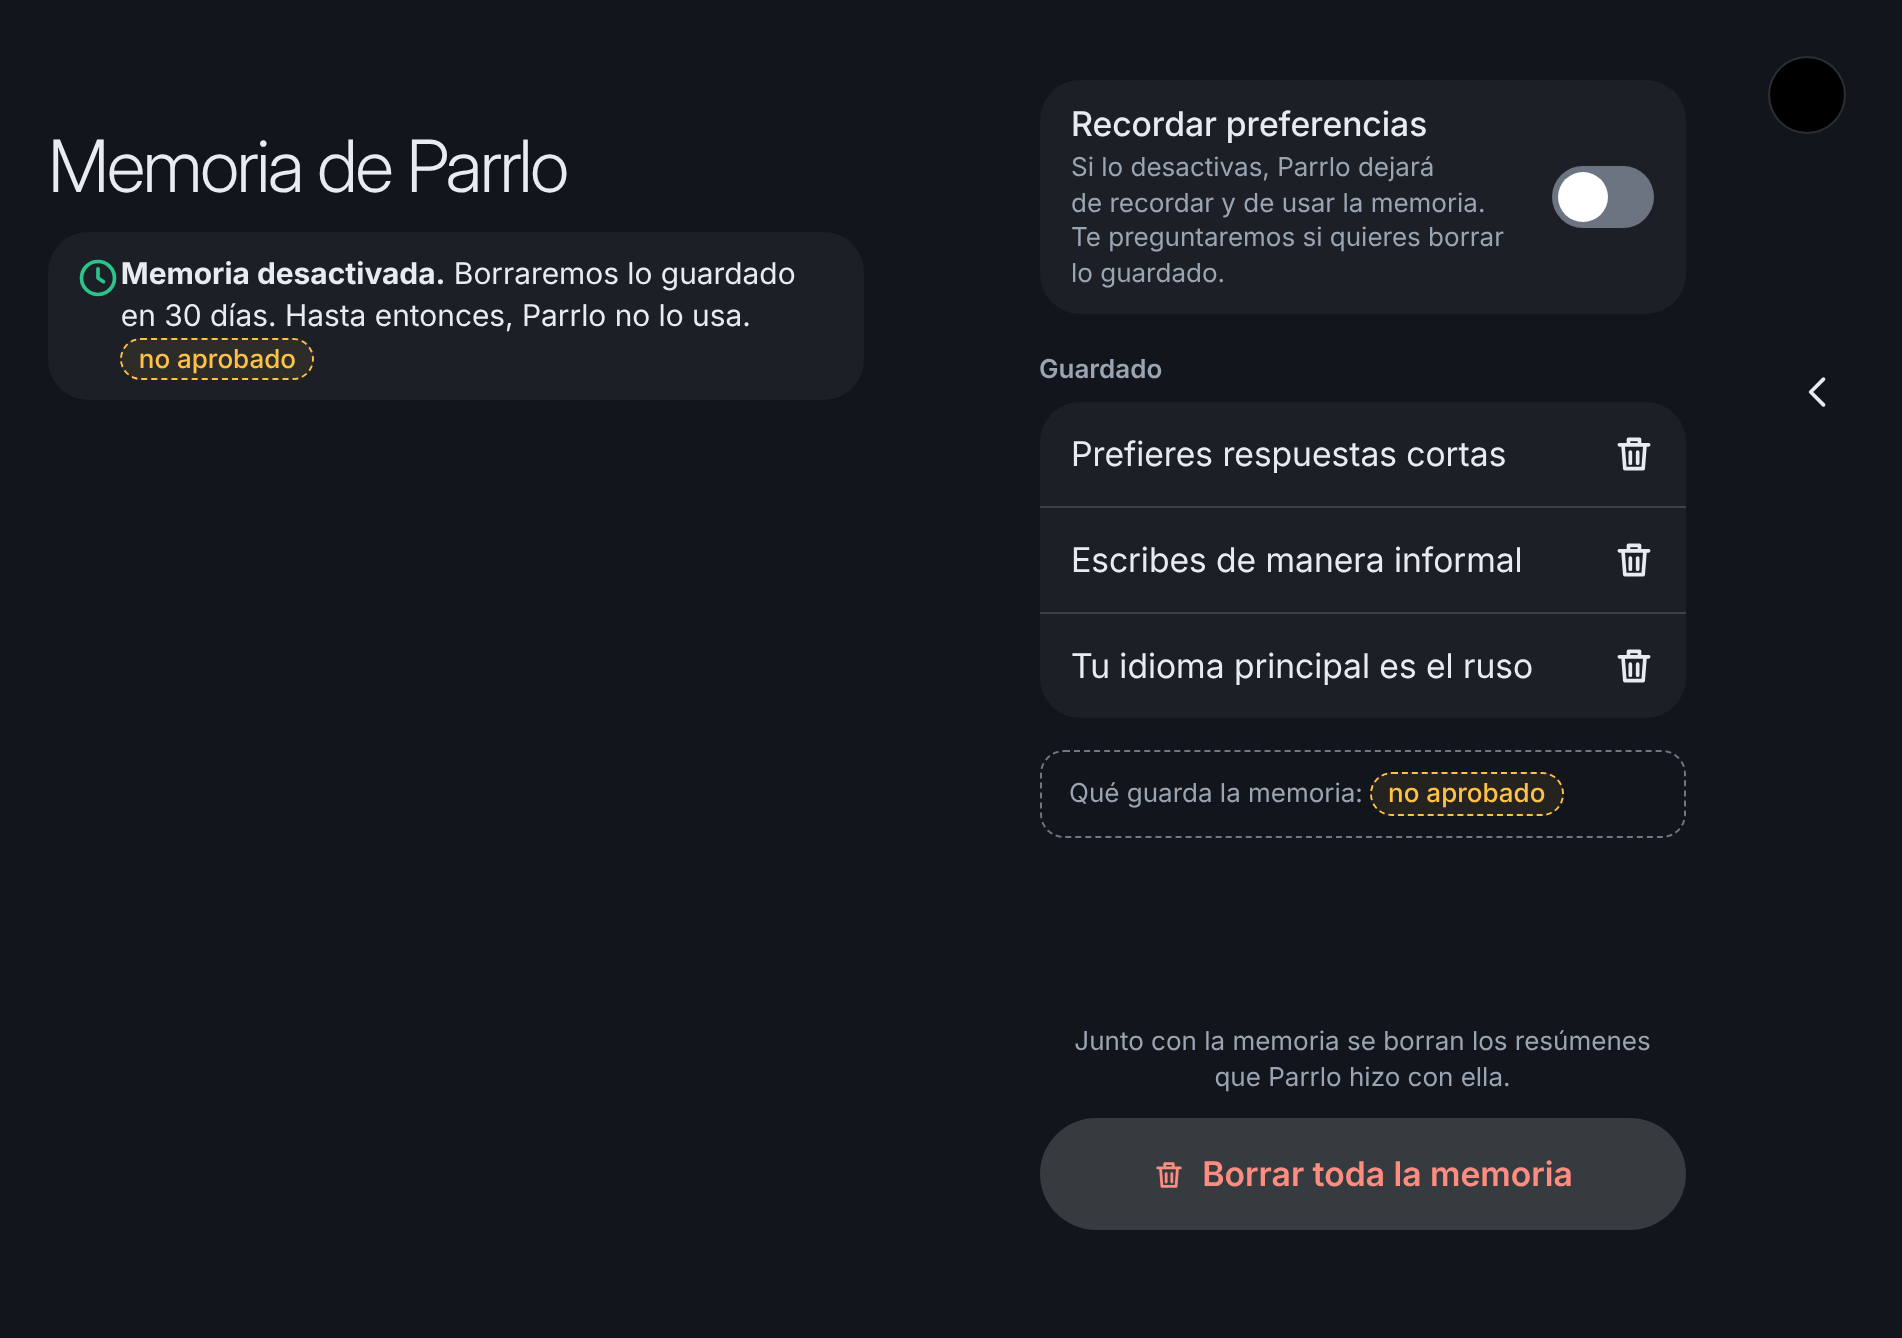 Memoria de Parrlo
Memoria desactivada. Borraremos lo guardado
en 30 días. Hasta entonces, Parrlo no lo usa.
no aprobado
Recordar preferencias
Si lo desactivas, Parrlo dejará
de recordar y de usar la memoria.
Te preguntaremos si quieres borrar
lo guardado.
Guardado
Prefieres respuestas cortas
Escribes de manera informal
Tu idioma principal es el ruso
Qué guarda la memoria: no aprobado
Junto con la memoria se borran los resúmenes
que Parrlo hizo con ella.
Borrar toda la memoria